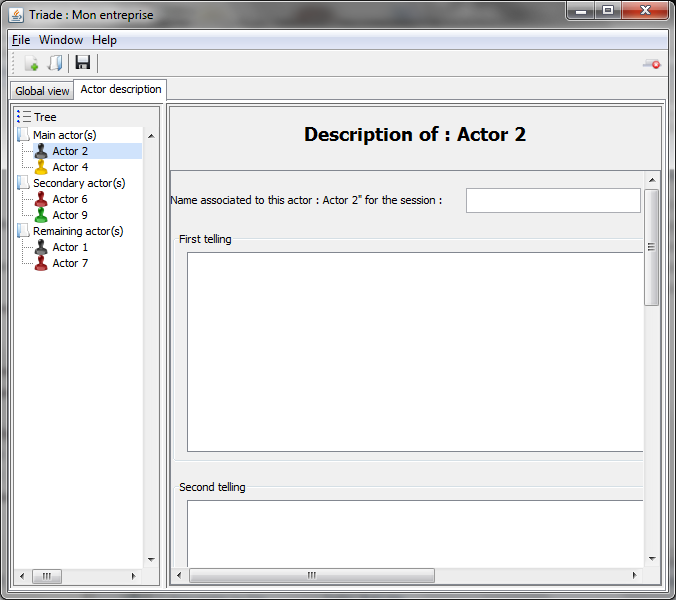 Triade : Mon entreprise
File Window Help
Global view Actor description
Tree
Main actor(s)
Actor 2
Actor 4
Secondary actor(s)
Actor 6
Actor 9
Remaining actor(s)
Actor 1
Actor 7
Description of : Actor 2
Name associated to this actor : Actor 2" for the session :
First telling
Second telling